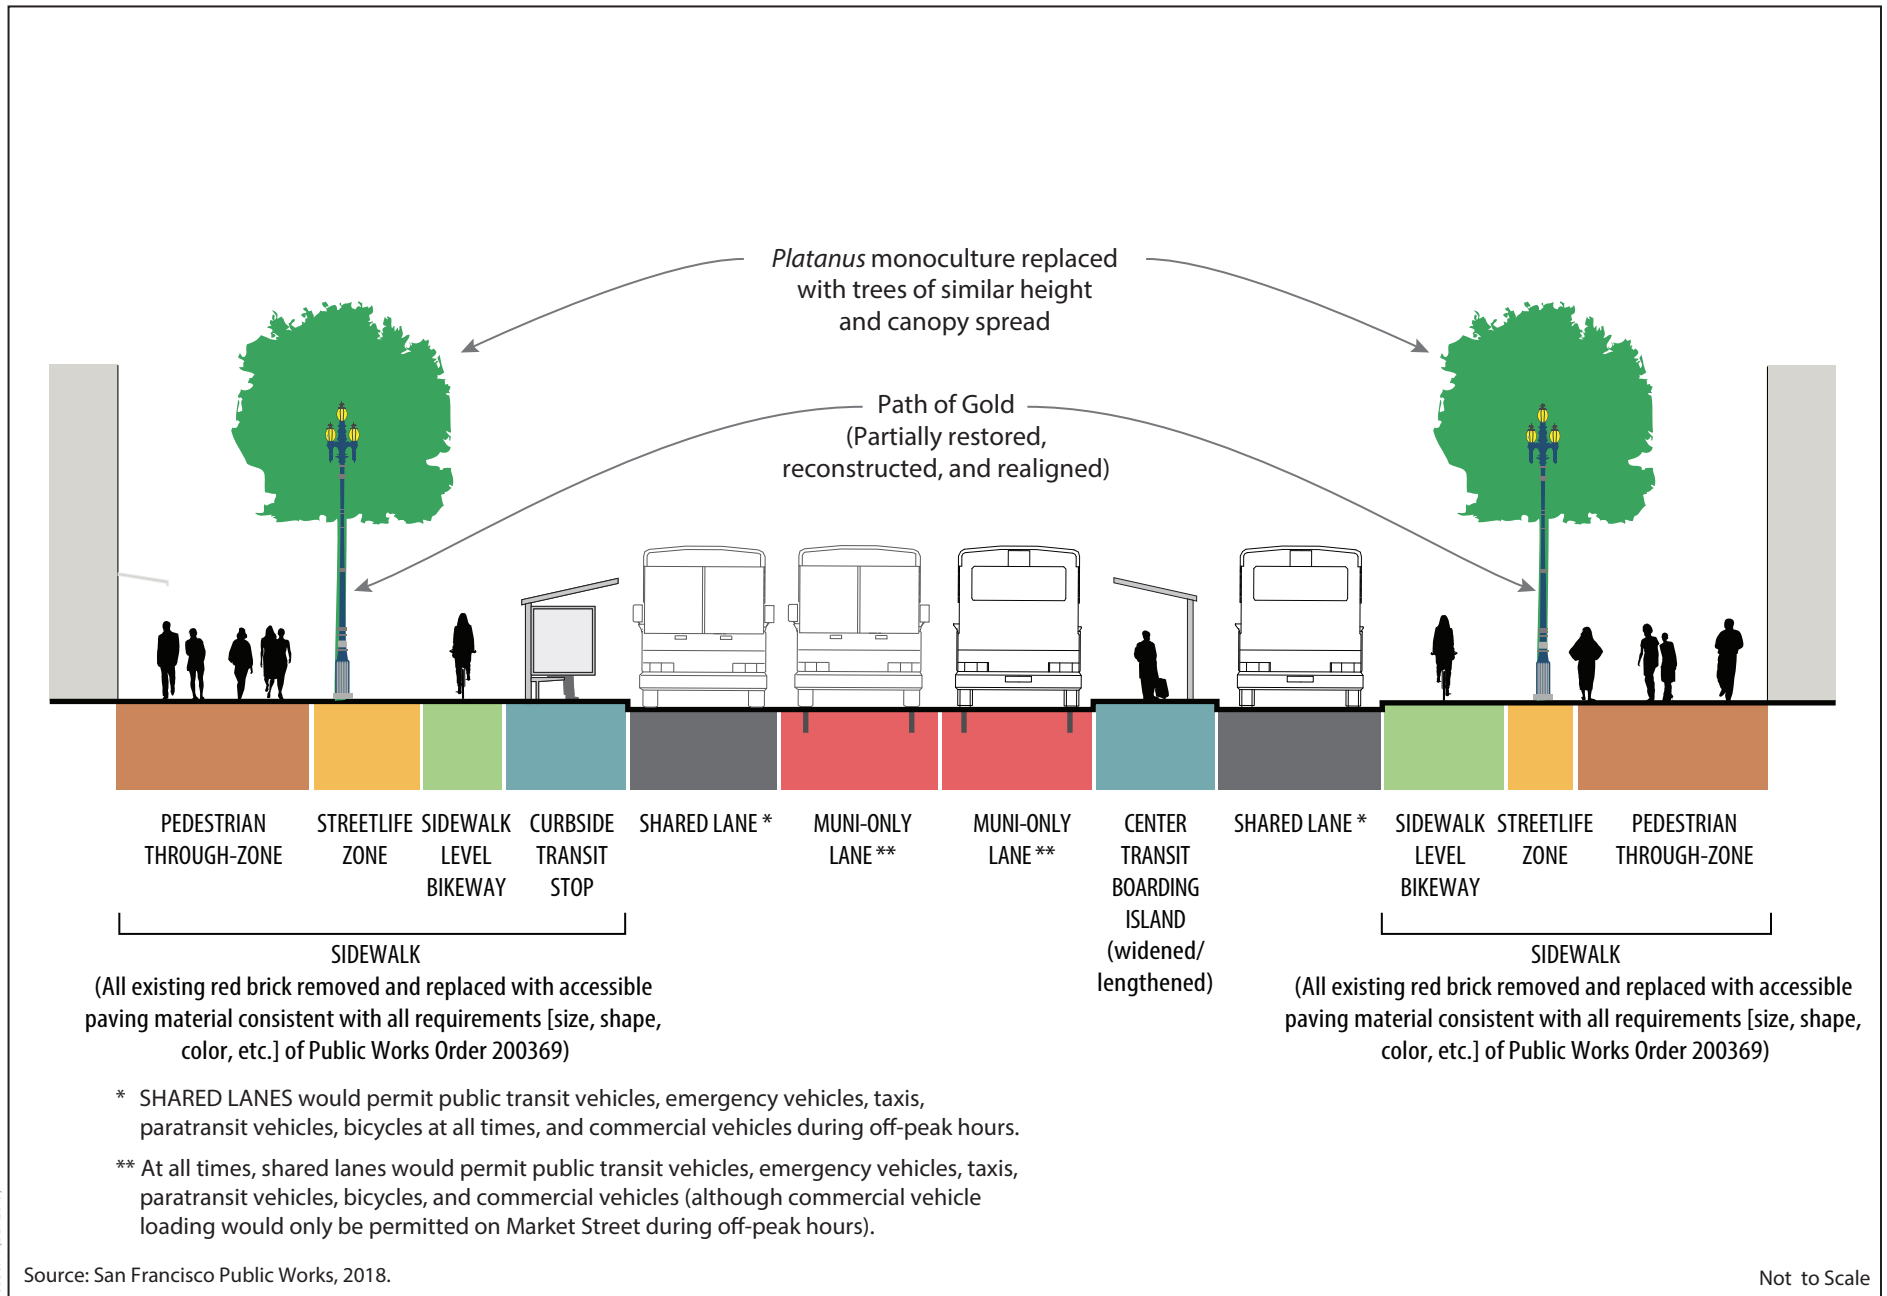 Platanus monoculture replaced
with trees of similar height
and canopy spread
Path of Gold
(Partially restored,
reconstructed, and realigned)
PEDESTRIAN
THROUGH-ZONE
STREETLIFE
ZONE
SIDEWALK
LEVEL
BIKEWAY
CURBSIDE
TRANSIT
STOP
SHARED LANE *
MUNI-ONLY
LANE **
MUNI-ONLY
LANE **
CENTER
TRANSIT
BOARDING
ISLAND
(widened/
lengthened)
SHARED LANE *
SIDEWALK
LEVEL
BIKEWAY
STREETLIFE
ZONE
PEDESTRIAN
THROUGH-ZONE
SIDEWALK
(All existing red brick removed and replaced with accessible
paving material consistent with all requirements [size, shape,
color, etc.] of Public Works Order 200369)
SIDEWALK
(All existing red brick removed and replaced with accessible
paving material consistent with all requirements [size, shape,
color, etc.] of Public Works Order 200369)
* SHARED LANES would permit public transit vehicles, emergency vehicles, taxis,
paratransit vehicles, bicycles at all times, and commercial vehicles during off-peak hours.
** At all times, shared lanes would permit public transit vehicles, emergency vehicles, taxis,
paratransit vehicles, bicycles, and commercial vehicles (although commercial vehicle
loading would only be permitted on Market Street during off-peak hours).
Source: San Francisco Public Works, 2018.
Not to Scale